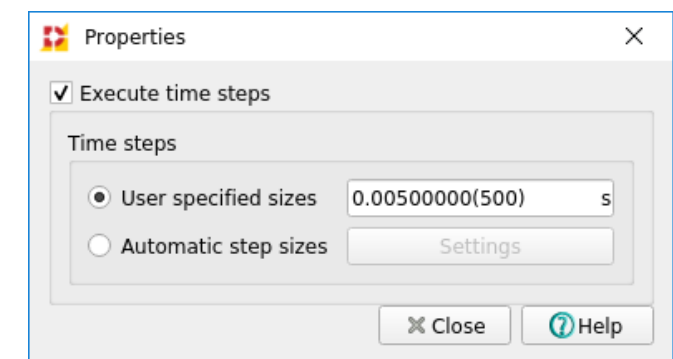 Properties
Execute time steps
Time steps
User specified sizes 0.00500000(500) s
Automatic step sizes Settings
Close Help